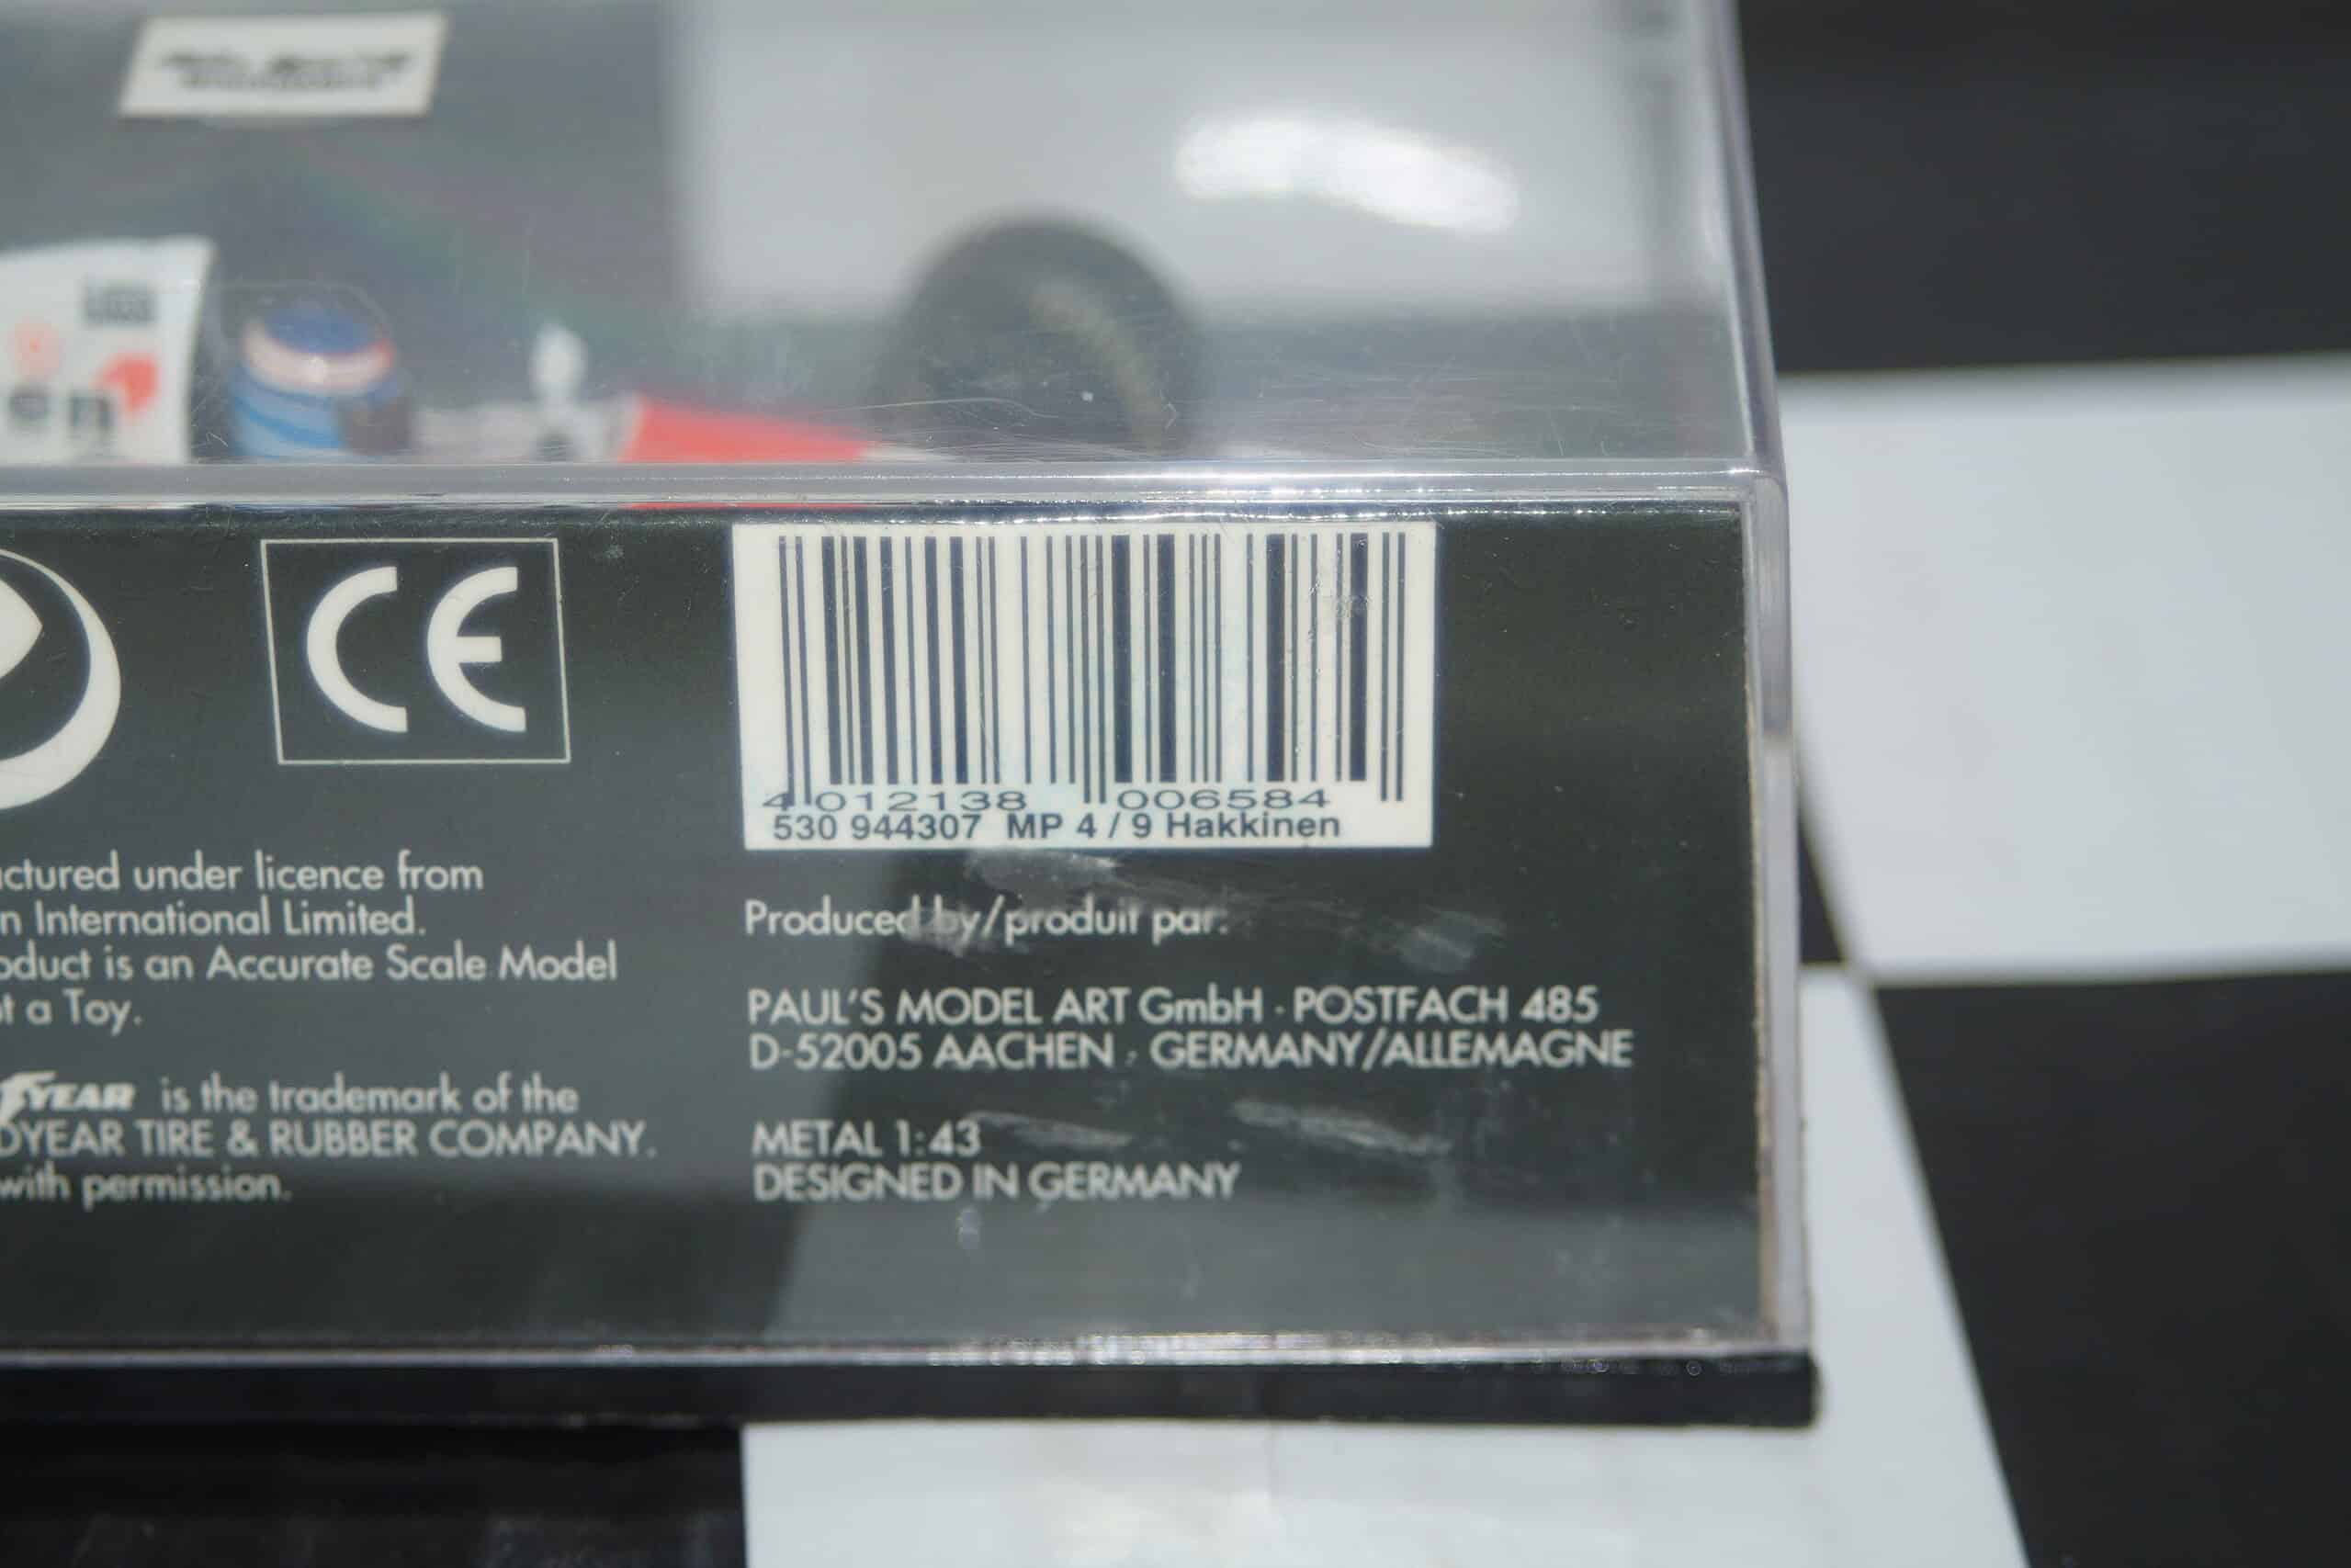 en
CE
4 012138 006584
530 944307 MP 4 / 9 Hakkinen
ctured under licence from
n International Limited.
oduct is an Accurate Scale Model
t a Toy.
YEAR is the trademark of the
DYEAR TIRE & RUBBER COMPANY.
with permission.
Produced by/produit par:
PAUL'S MODEL ART GmbH · POSTFACH 485
D-52005 AACHEN · GERMANY/ALLEMAGNE
METAL 1:43
DESIGNED IN GERMANY